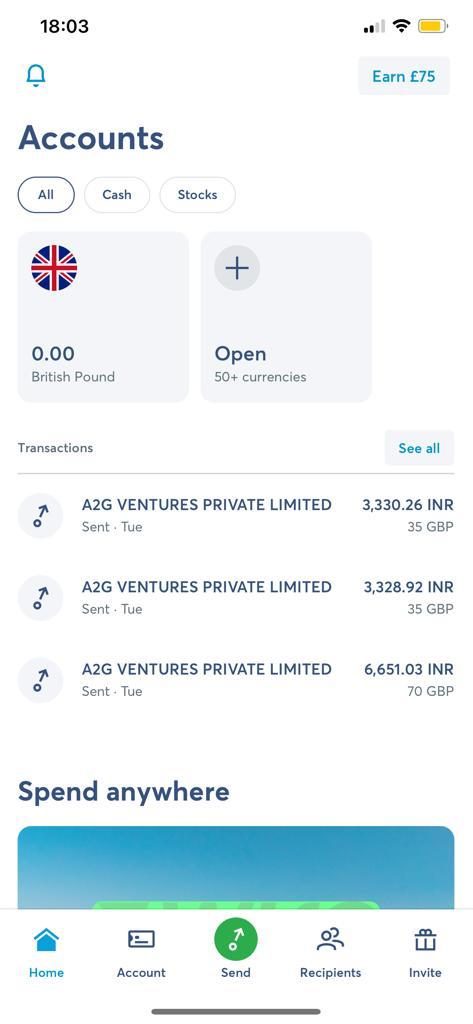 18:03
Earn £75
Accounts
All Cash Stocks
0.00
British Pound
Open
50+ currencies
Transactions See all
A2G VENTURES PRIVATE LIMITED 3,330.26 INR
Sent · Tue 35 GBP
A2G VENTURES PRIVATE LIMITED 3,328.92 INR
Sent · Tue 35 GBP
A2G VENTURES PRIVATE LIMITED 6,651.03 INR
Sent · Tue 70 GBP
Spend anywhere
Home Account Send Recipients Invite